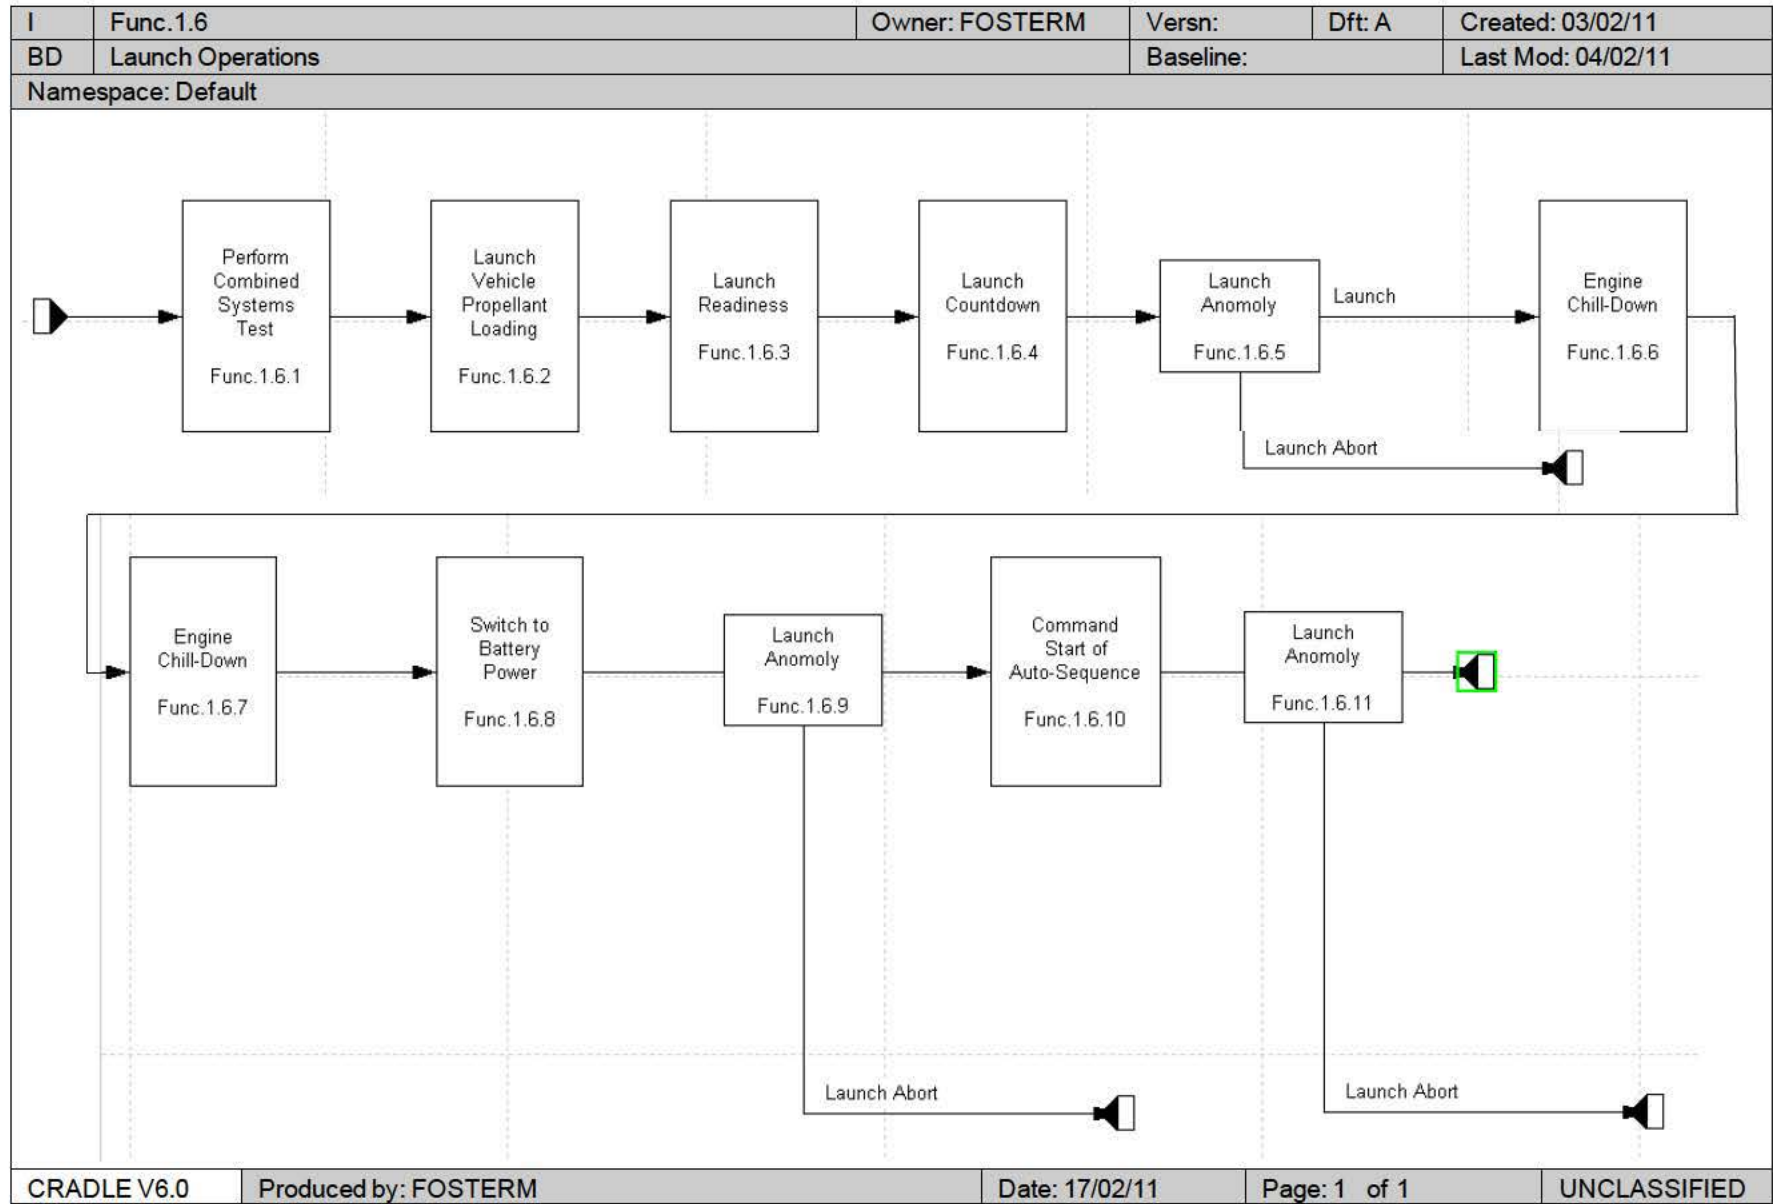 I Func.1.6 Owner: FOSTERM Versn: Dft: A Created: 03/02/11
BD Launch Operations Baseline: Last Mod: 04/02/11
Namespace: Default
Perform
Combined
Systems
Test
Func.1.6.1
Launch
Vehicle
Propellant
Loading
Func.1.6.2
Launch
Readiness
Func.1.6.3
Launch
Countdown
Func.1.6.4
Launch
Anomoly
Func.1.6.5
Launch
Launch Abort
Engine
Chill-Down
Func.1.6.6
Engine
Chill-Down
Func.1.6.7
Switch to
Battery
Power
Func.1.6.8
Launch
Anomoly
Func.1.6.9
Launch Abort
Command
Start of
Auto-Sequence
Func.1.6.10
Launch
Anomoly
Func.1.6.11
Launch Abort
CRADLE V6.0 Produced by: FOSTERM Date: 17/02/11 Page: 1 of 1 UNCLASSIFIED